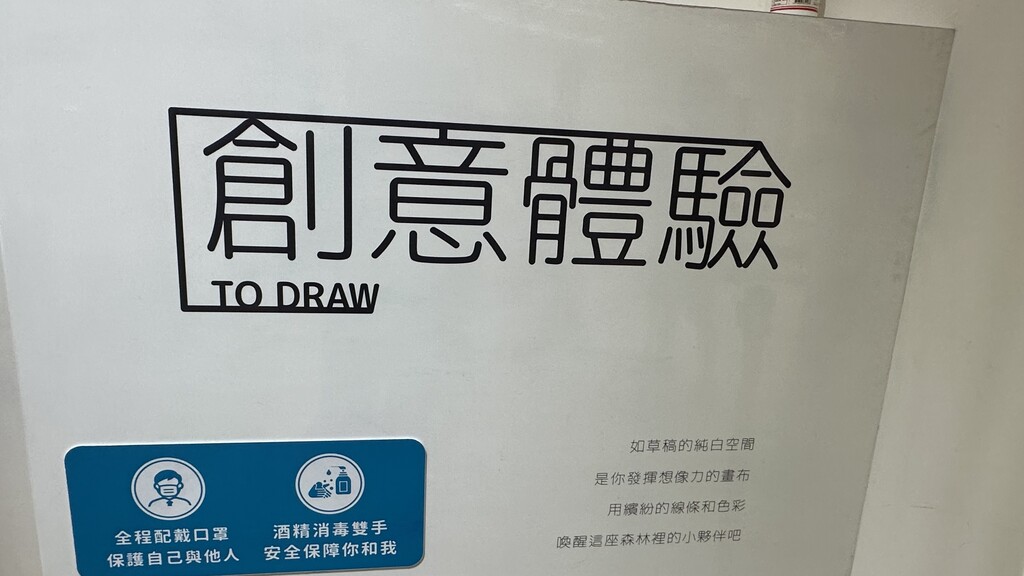 創意體驗
TO DRAW
如草稿的純白空間
是你發揮想像力的畫布
用繽紛的線條和色彩
喚醒這座森林裡的小夥伴吧
全程配戴口罩
保護自己與他人
酒精消毒雙手
安全保障你和我